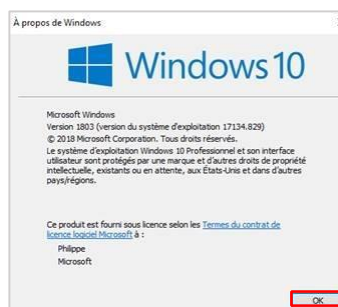 À propos de Windows
Windows 10
Microsoft Windows
Version 1803 (version du système d'exploitation 17134.829)
© 2018 Microsoft Corporation. Tous droits réservés.
Le système d'exploitation Windows 10 Professionnel et son interface
utilisateur sont protégés par une marque et d'autres droits de propriété
intellectuelle, existants ou en attente, aux États-Unis et dans d'autres
pays/régions.
Ce produit est fourni sous licence selon les Termes du contrat de
licence logiciel Microsoft à :
Philippe
Microsoft
OK